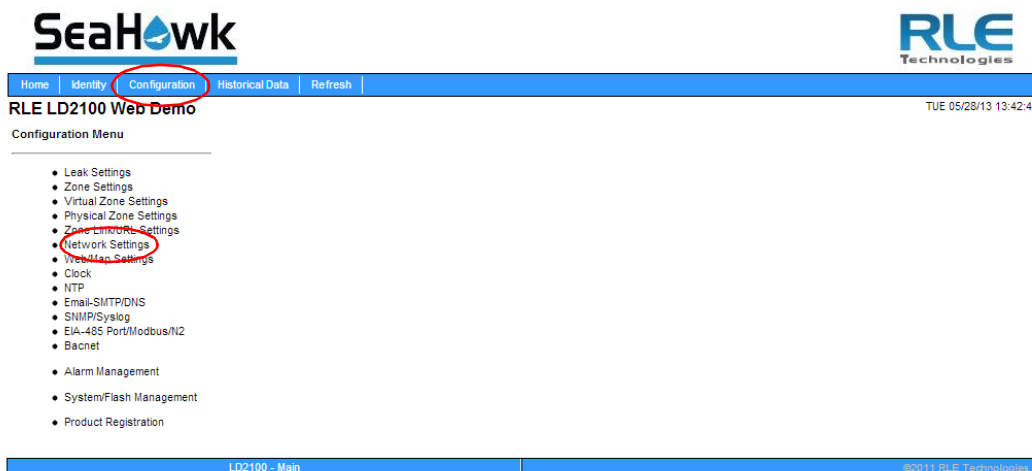 SeaHawk
RLE
Technologies
Home Identity Configuration Historical Data Refresh
RLE LD2100 Web Demo
TUE 05/28/13 13:42:4
Configuration Menu
Leak Settings
Zone Settings
Virtual Zone Settings
Physical Zone Settings
Zone Link/URL Settings
Network Settings
Web/Map Settings
Clock
NTP
Email-SMTP/DNS
SNMP/Syslog
EIA-485 Port/Modbus/N2
Bacnet
Alarm Management
System/Flash Management
Product Registration
LD2100 - Main
©2011 RLE Technologies